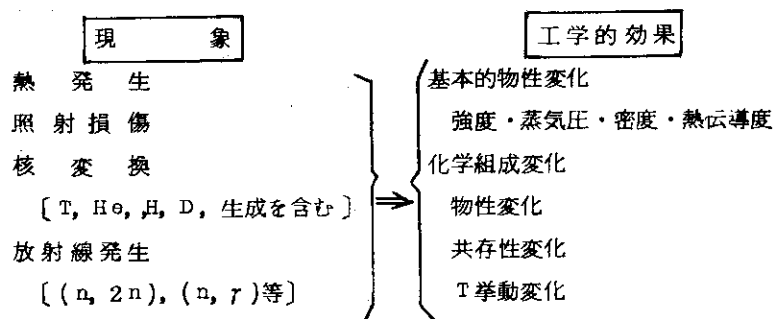 現象
熱発生
照射損傷
核変換
〔T, He, H, D, 生成を含む〕
放射線発生
〔(n, 2n), (n, γ)等〕
⇒
工学的効果
基本的物性変化
強度・蒸気圧・密度・熱伝導度
化学組成変化
物性変化
共存性変化
T挙動変化